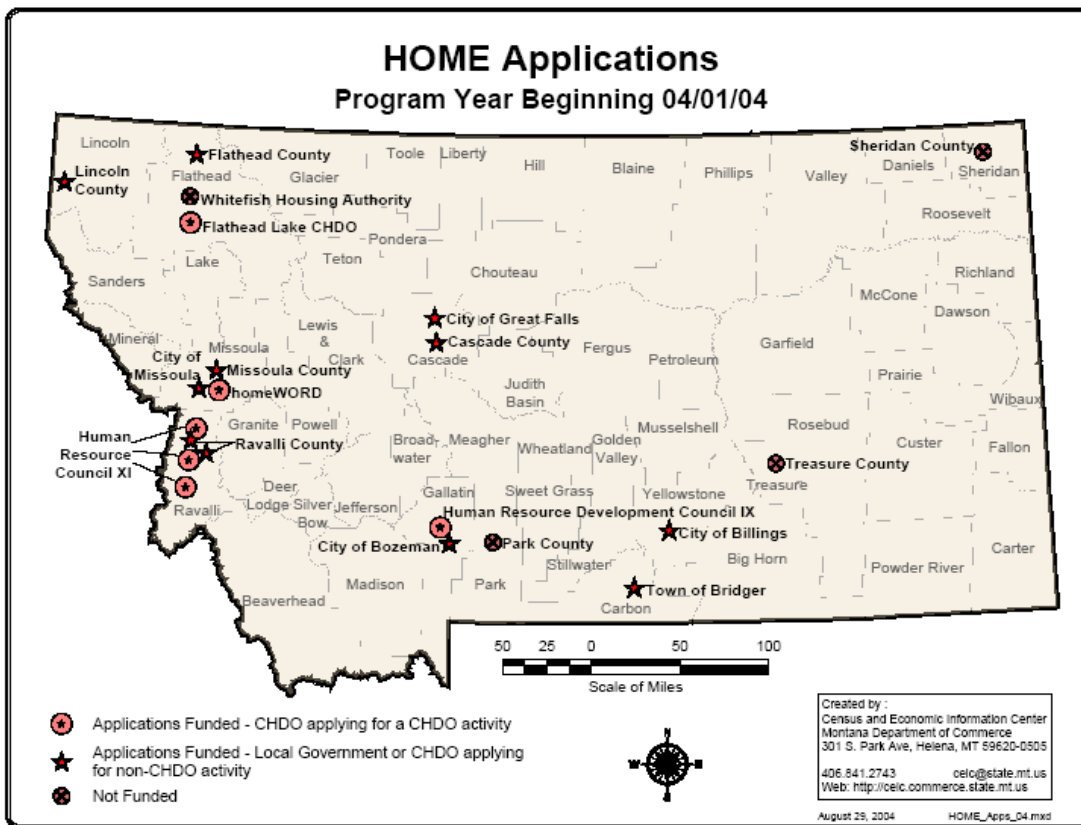 HOME Applications
Program Year Beginning 04/01/04
Lincoln
Flathead County
Toole
Liberty
Hill
Blaine
Phillips
Valley
Sheridan County
Daniels
Sheridan
Lincoln
County
Flathead
Glacier
Whitefish Housing Authority
Roosevelt
Flathead Lake CHDO
Pondera
Lake
Teton
Chouteau
Sanders
Richland
McCone
Dawson
City of Great Falls
Mineral
Missoula
Lewis
&
Clark
Cascade County
Cascade
Fergus
Petroleum
Garfield
City of
Missoula
Missoula County
homeWORD
Judith
Basin
Prairie
Wibaux
Human
Resource
Council XI
Granite
Powell
Ravalli County
Broad-
water
Meagher
Wheatland
Golden
Valley
Musselshell
Rosebud
Custer
Fallon
Treasure County
Treasure
Deer
Lodge
Silver
Bow
Jefferson
Gallatin
Sweet Grass
Yellowstone
Ravalli
Human Resource Development Council IX
City of Bozeman
Park County
City of Billings
Stillwater
Big Horn
Carter
Powder River
Madison
Park
Town of Bridger
Carbon
Beaverhead
50 25 0 50 100
Scale of Miles
Applications Funded - CHDO applying for a CHDO activity
Applications Funded - Local Government or CHDO applying
for non-CHDO activity
Not Funded
N
W
E
S
Created by :
Census and Economic Information Center
Montana Department of Commerce
301 S. Park Ave, Helena, MT 59620-0505
406.841.2743 ceic@state.mt.us
Web: http://ceic.commerce.state.mt.us
August 29, 2004 HOME_Apps_04.mxd